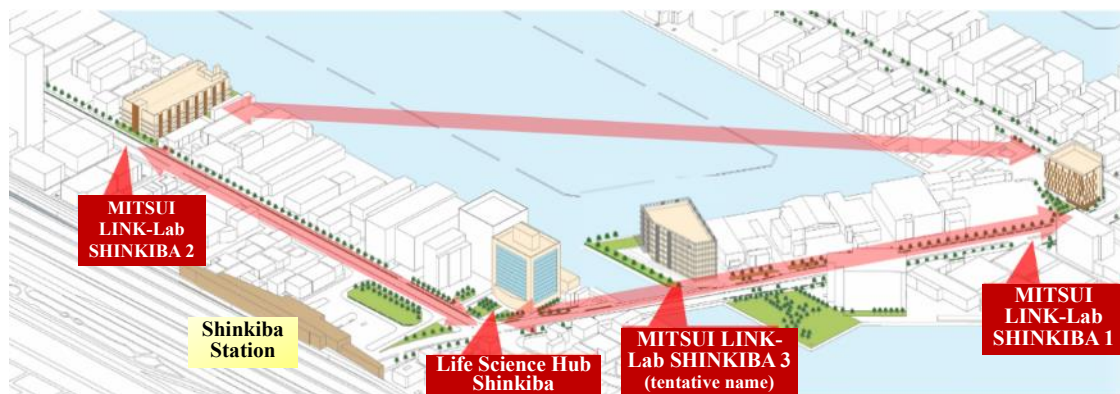 MITSUI
LINK-Lab
SHINKIBA 2
Shinkiba
Station
Life Science Hub
Shinkiba
MITSUI LINK-
Lab SHINKIBA 3
(tentative name)
MITSUI
LINK-Lab
SHINKIBA 1